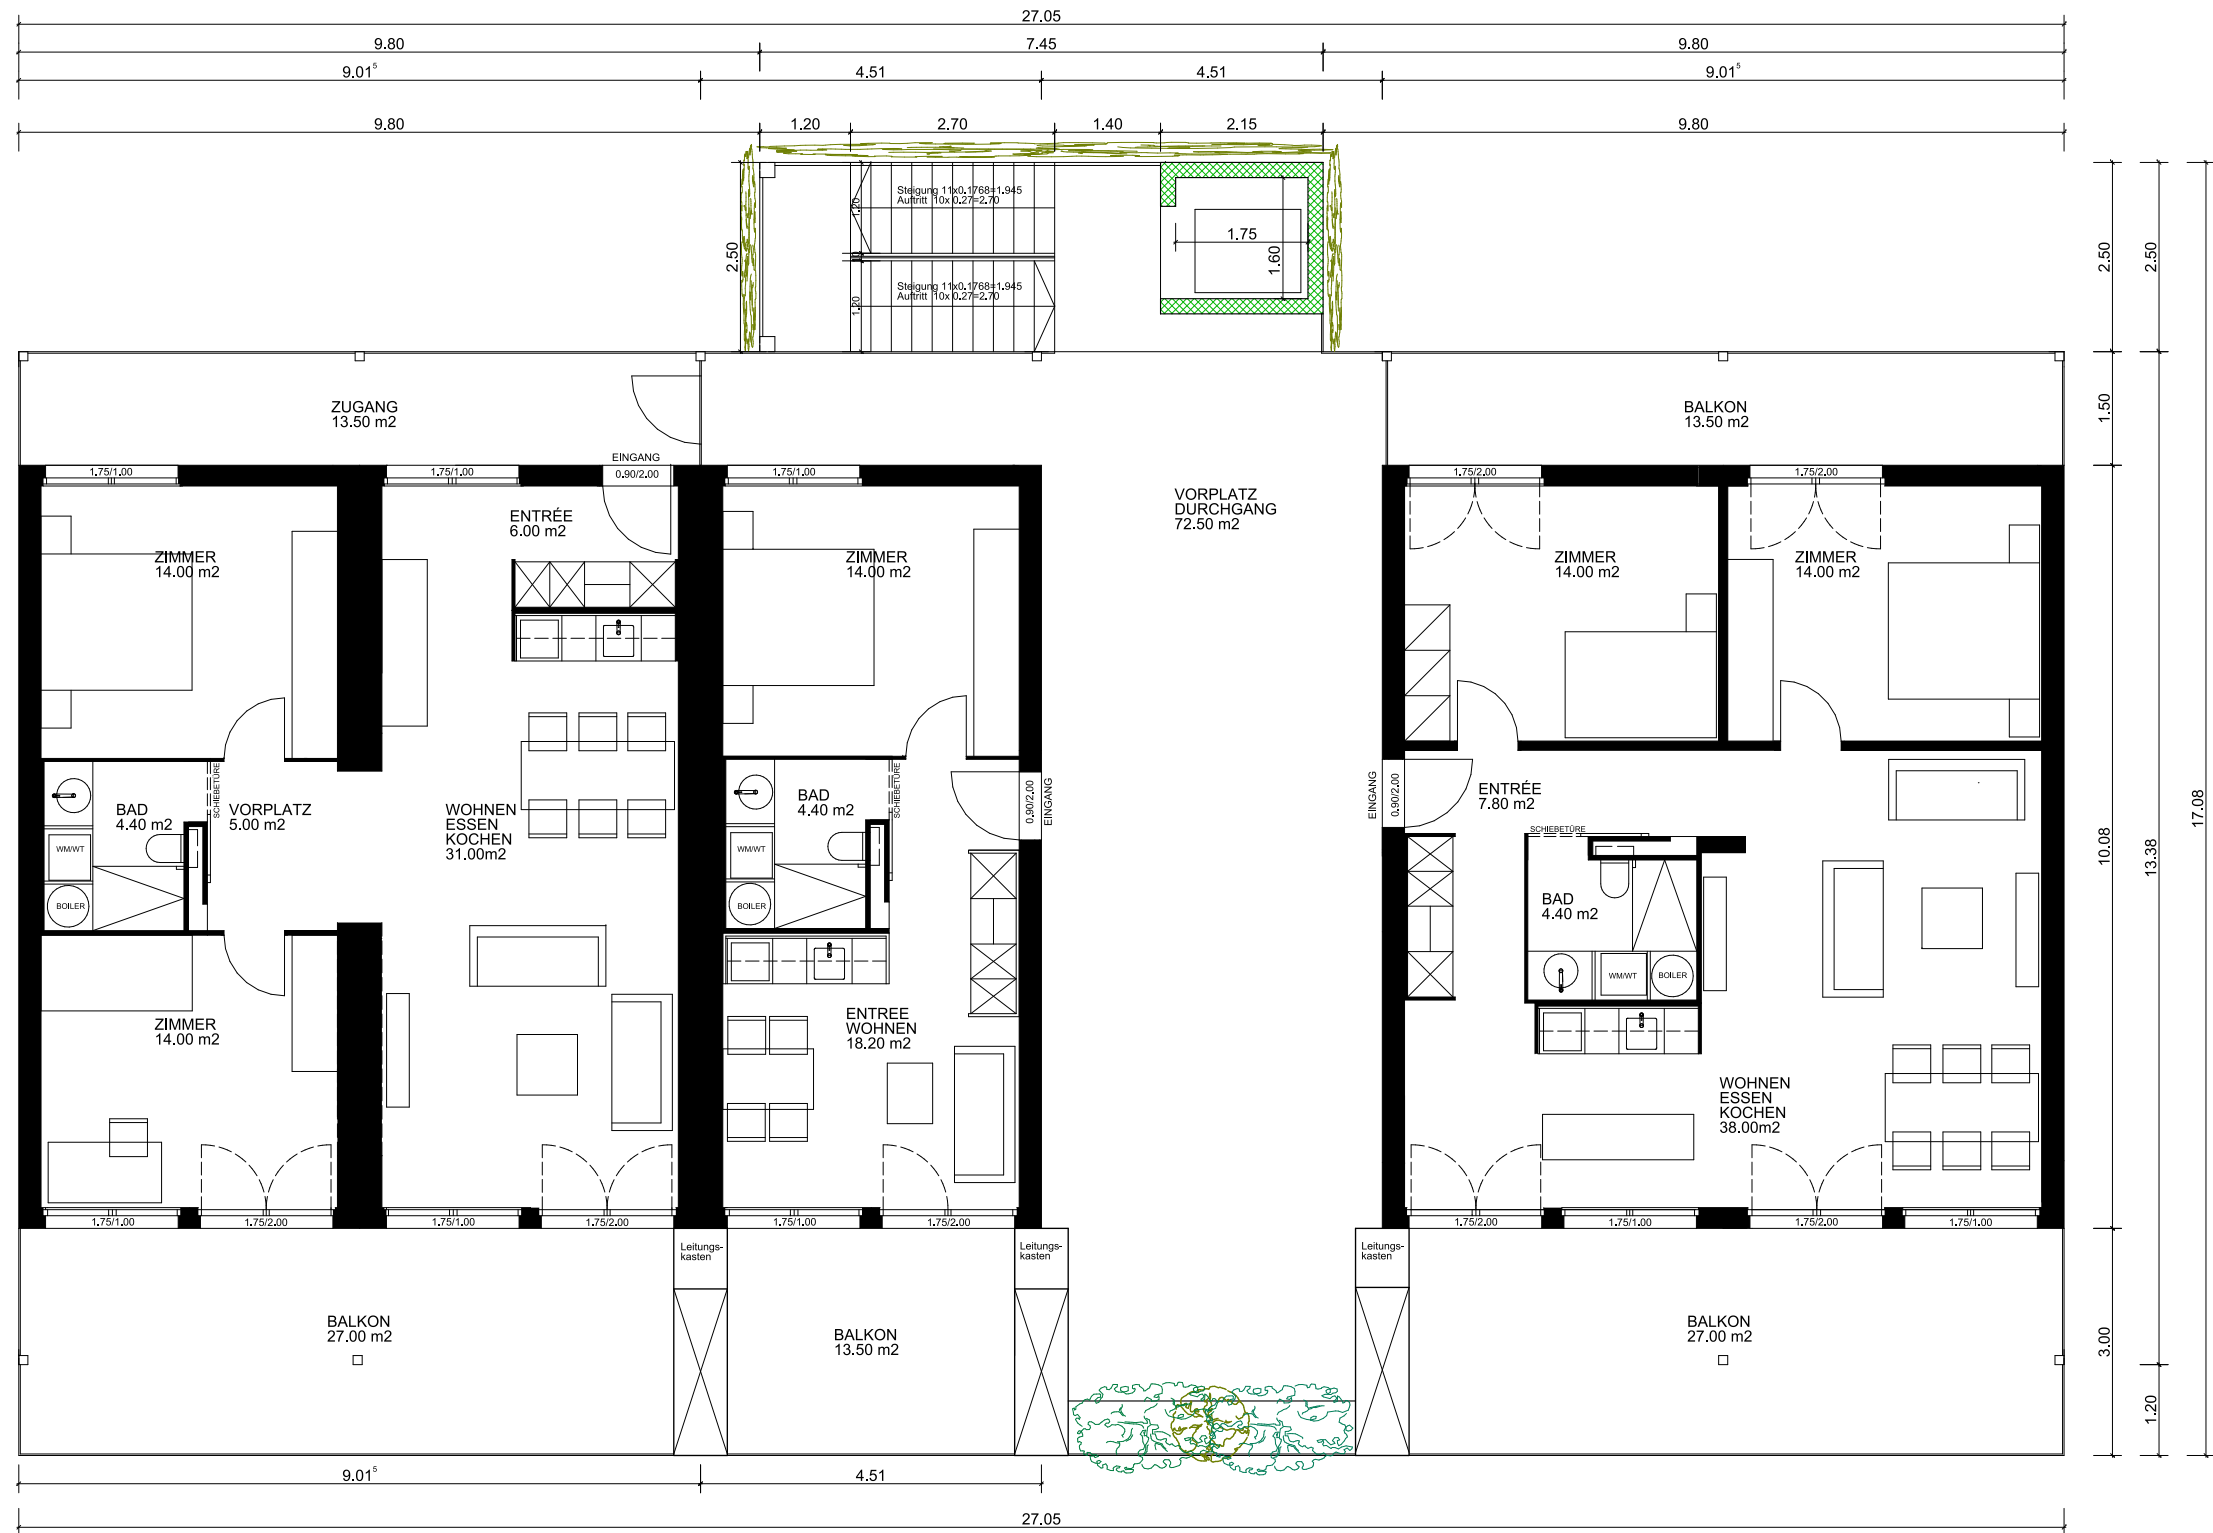 27.05
9.80 7.45 9.80
9.01⁵ 4.51 4.51 9.01⁵
9.80 1.20 2.70 1.40 2.15 9.80
Steigung 11x0.1768=1.945
Auftritt 10x 0.27=2.70
1.20
2.50
10
Steigung 11x0.1768=1.945
Auftritt 10x 0.27=2.70
1.20
1.75
1.60
2.50
2.50
ZUGANG
13.50 m2
BALKON
13.50 m2
1.50
EINGANG
0.90/2.00
1.75/1.00
1.75/1.00
1.75/1.00
1.75/2.00
1.75/2.00
VORPLATZ
DURCHGANG
72.50 m2
ENTRÉE
6.00 m2
ZIMMER
14.00 m2
ZIMMER
14.00 m2
ZIMMER
14.00 m2
ZIMMER
14.00 m2
BAD
4.40 m2
SCHIEBETÜRE
VORPLATZ
5.00 m2
WM/WT
BOILER
WOHNEN
ESSEN
KOCHEN
31.00m2
BAD
4.40 m2
SCHIEBETÜRE
WM/WT
BOILER
0.90/2.00
EINGANG
EINGANG
0.90/2.00
ENTRÉE
7.80 m2
SCHIEBETÜRE
BAD
4.40 m2
WM/WT
BOILER
10.08
13.38
17.08
ZIMMER
14.00 m2
ENTREE
WOHNEN
18.20 m2
WOHNEN
ESSEN
KOCHEN
38.00m2
1.75/1.00
1.75/2.00
1.75/1.00
1.75/2.00
1.75/1.00
1.75/2.00
1.75/2.00
1.75/1.00
1.75/2.00
1.75/1.00
Leitungs-
kasten
Leitungs-
kasten
Leitungs-
kasten
BALKON
27.00 m2
BALKON
13.50 m2
BALKON
27.00 m2
3.00
1.20
9.01⁵ 4.51
27.05